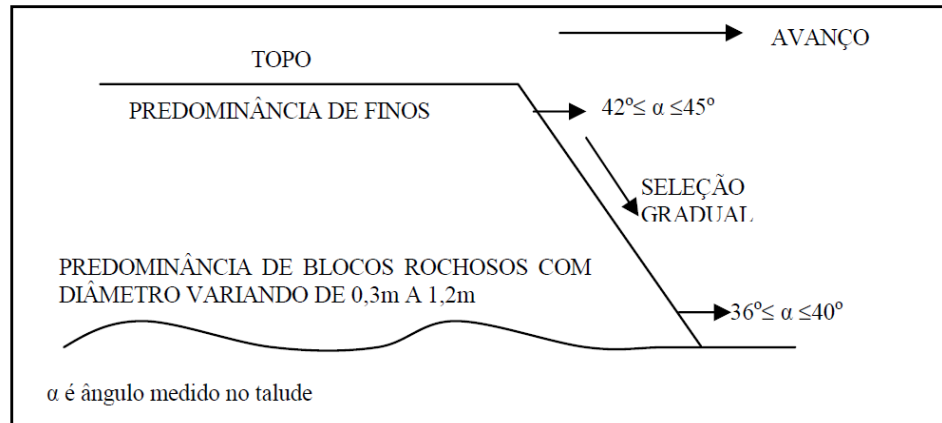 AVANÇO
TOPO
PREDOMINÂNCIA DE FINOS
42º≤ α ≤45º
SELEÇÃO
GRADUAL
PREDOMINÂNCIA DE BLOCOS ROCHOSOS COM
DIÂMETRO VARIANDO DE 0,3m A 1,2m
36º≤ α ≤40º
α é ângulo medido no talude